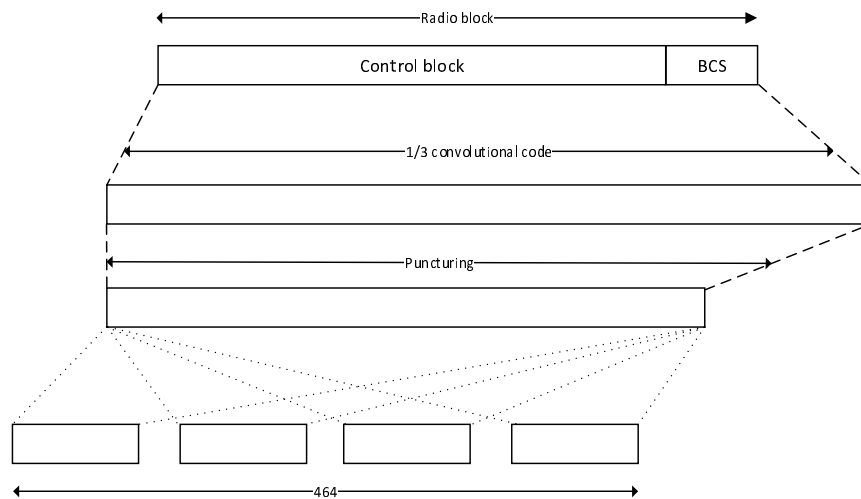 Radio block
Control block
BCS
1/3 convolutional code
Puncturing
464